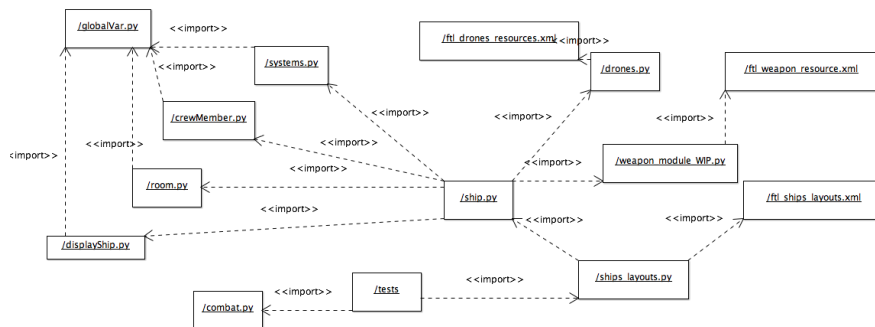 <<import>>
/globalVar.py
<<import>>
/systems.py
/ftl_drones_resources.xml
<<import>>
/drones.py
/ftl_weapon_resource.xml
<<import>>
/crewMember.py
<<import>>
<<import>>
<<import>>
<<import>>
<<import>>
<<import>>
/room.py
<<import>>
<<import>>
/weapon_module_WIP.py
/ship.py
/ftl_ships_layouts.xml
<<import>>
<<import>>
<<import>>
/displayShip.py
/ships_layouts.py
/tests
<<import>>
/combat.py
<<import>>